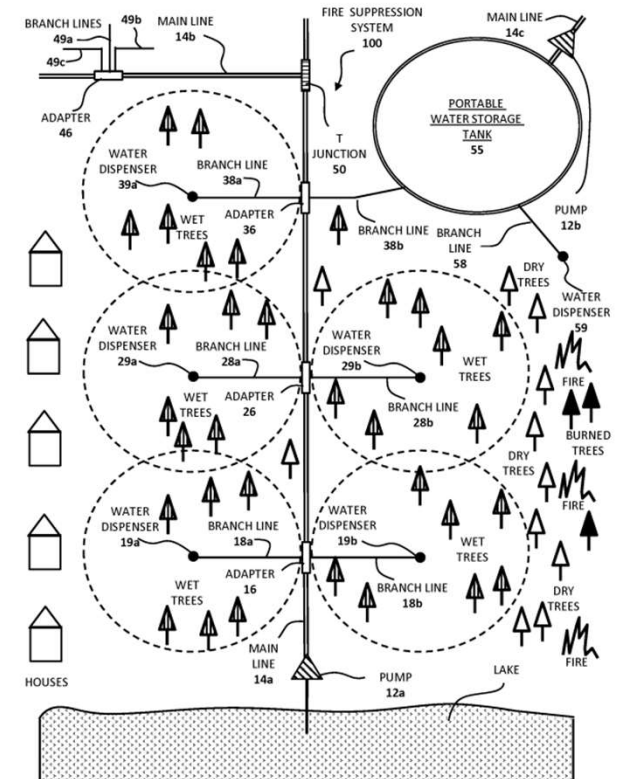 BRANCH LINES
49a
49b
49c
MAIN LINE
14b
FIRE SUPPRESSION
SYSTEM
100
MAIN LINE
14c
ADAPTER
46
PORTABLE
WATER STORAGE
TANK
55
T
JUNCTION
50
WATER
DISPENSER
39a
BRANCH LINE
38a
ADAPTER
36
WET
TREES
BRANCH LINE
38b
BRANCH
LINE
58
PUMP
12b
DRY
TREES
WATER
DISPENSER
59
WATER
DISPENSER
29a
BRANCH LINE
28a
WATER
DISPENSER
29b
WET
TREES
FIRE
WET
TREES
ADAPTER
26
BRANCH LINE
28b
BURNED
TREES
DRY
TREES
FIRE
WATER
DISPENSER
19a
BRANCH LINE
18a
WATER
DISPENSER
19b
WET
TREES
ADAPTER
16
WET
TREES
BRANCH LINE
18b
DRY
TREES
FIRE
MAIN
LINE
14a
HOUSES
PUMP
12a
LAKE